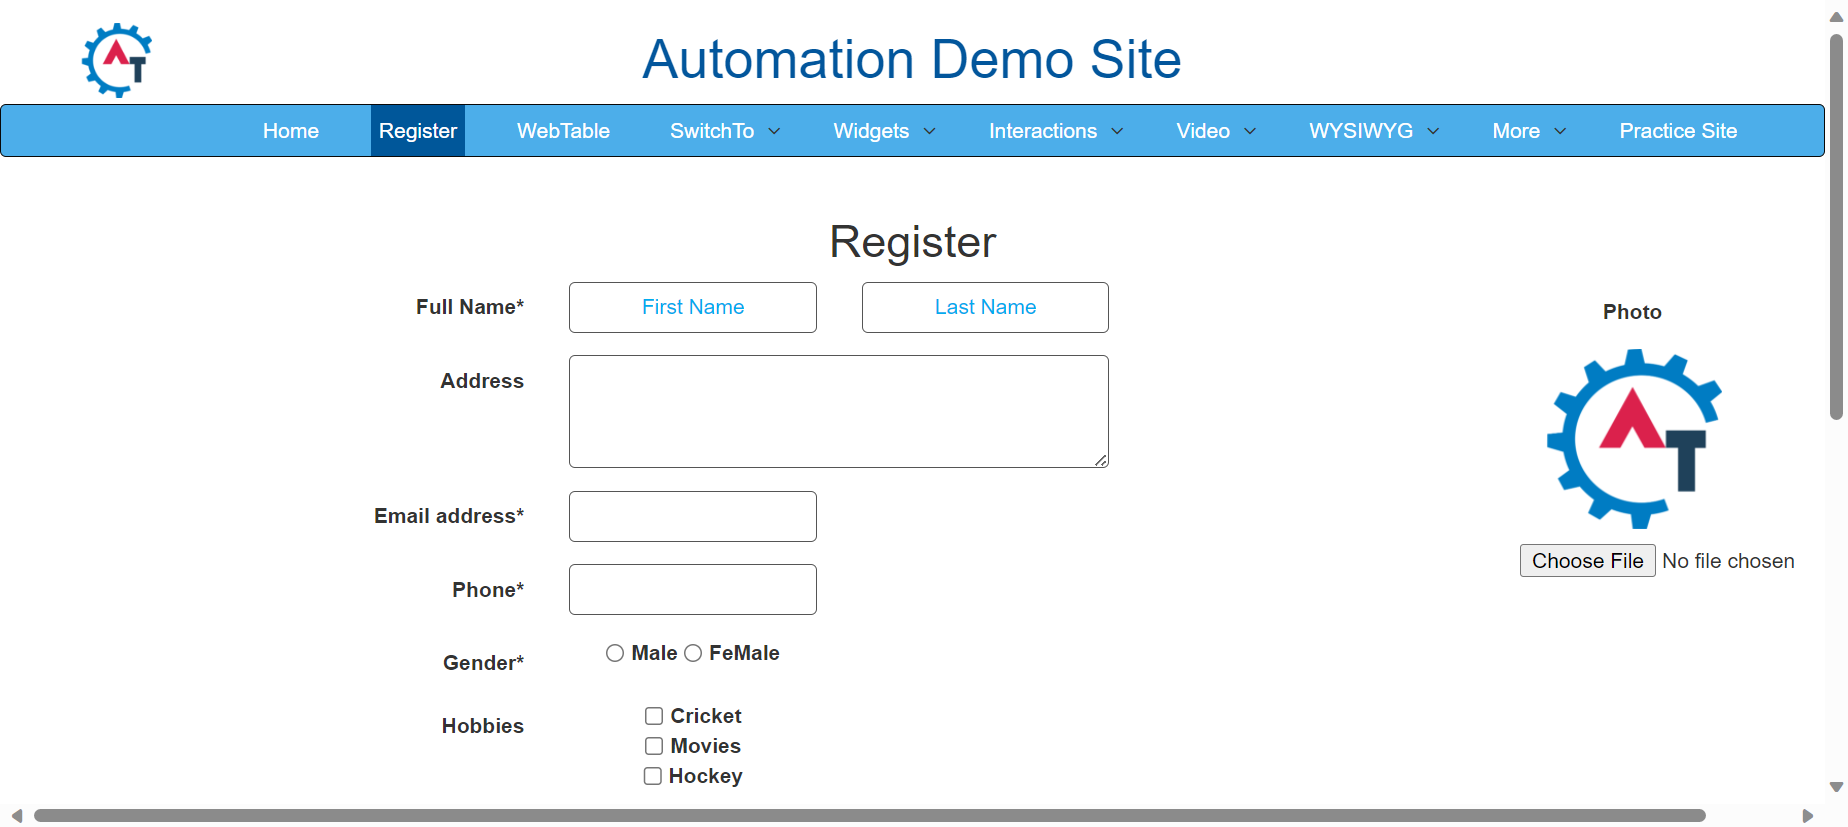 Automation Demo Site
Home Register WebTable SwitchTo Widgets Interactions Video WYSIWYG More Practice Site
Register
Full Name* First Name Last Name
Photo
Address
AT
Email address*
Choose File No file chosen
Phone*
Gender* Male FeMale
Hobbies Cricket
Movies
Hockey